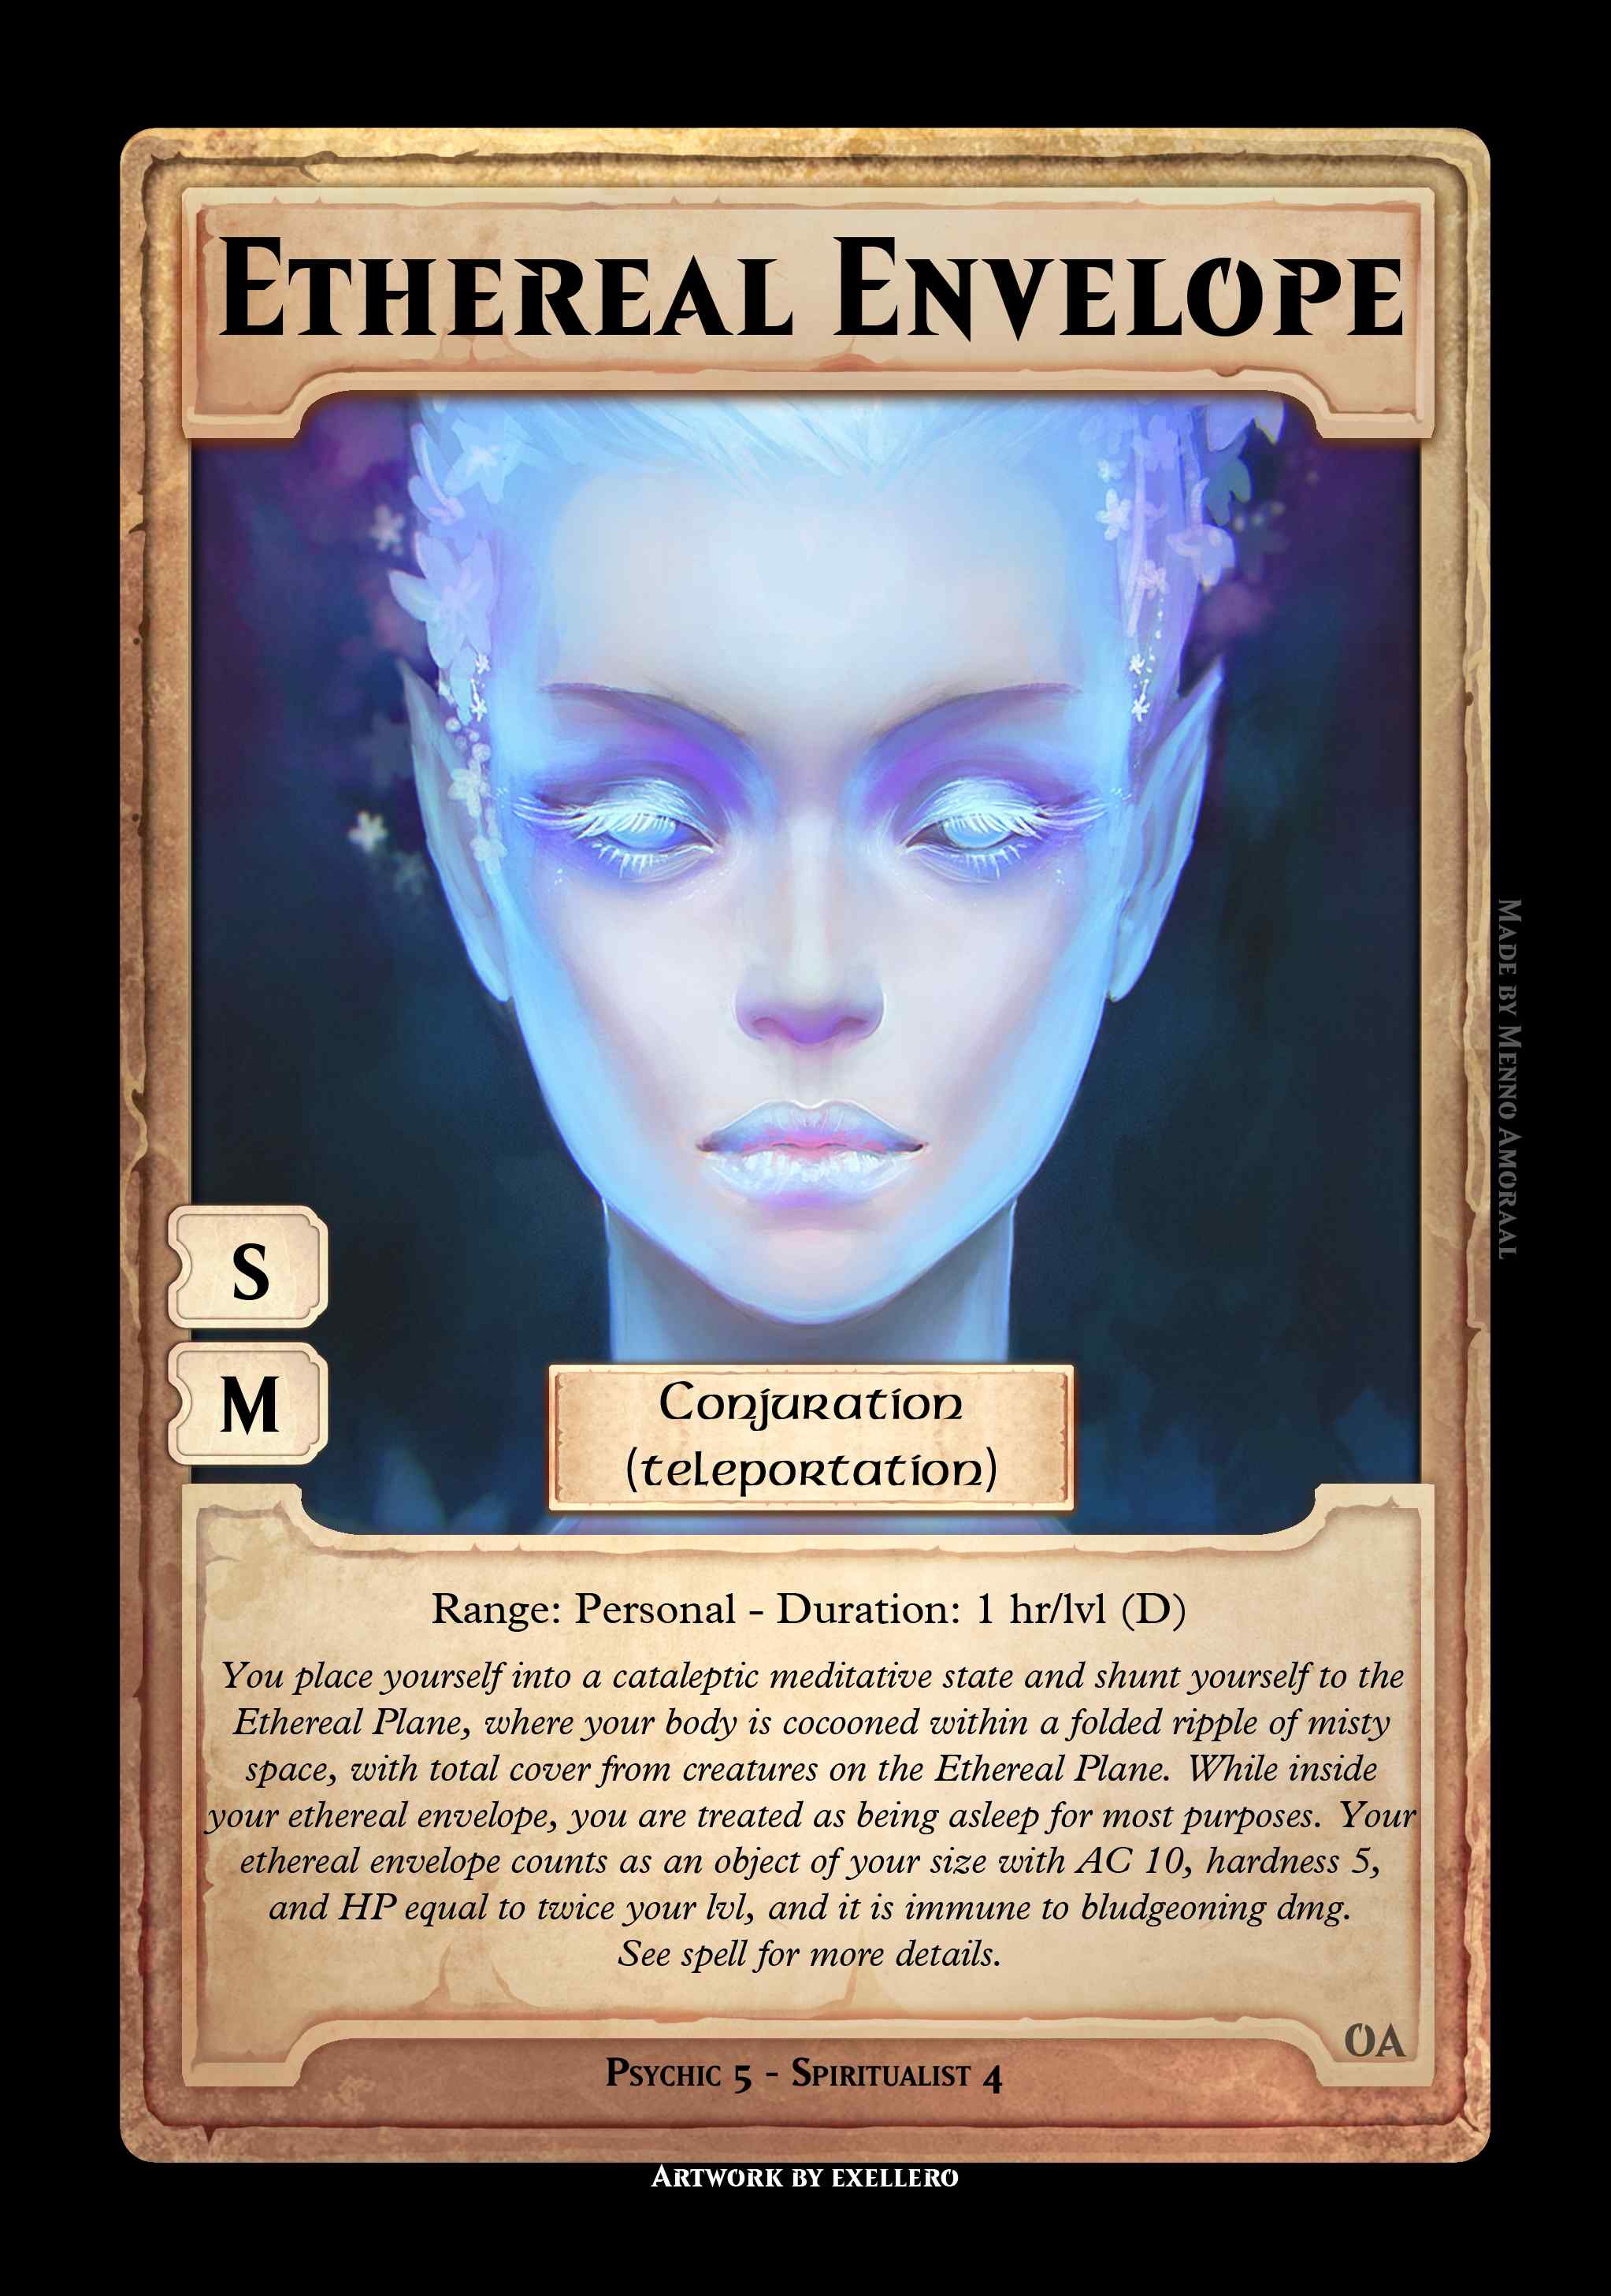 Ethereal Envelope
Made by Menno Amoraal
S
M
Conjuration
(teleportation)
Range: Personal - Duration: 1 hr/lvl (D)
You place yourself into a cataleptic meditative state and shunt yourself to the
Ethereal Plane, where your body is cocooned within a folded ripple of misty
space, with total cover from creatures on the Ethereal Plane. While inside
your ethereal envelope, you are treated as being asleep for most purposes. Your
ethereal envelope counts as an object of your size with AC 10, hardness 5,
and HP equal to twice your lvl, and it is immune to bludgeoning dmg.
See spell for more details.
OA
Psychic 5 - Spiritualist 4
Artwork by exellero